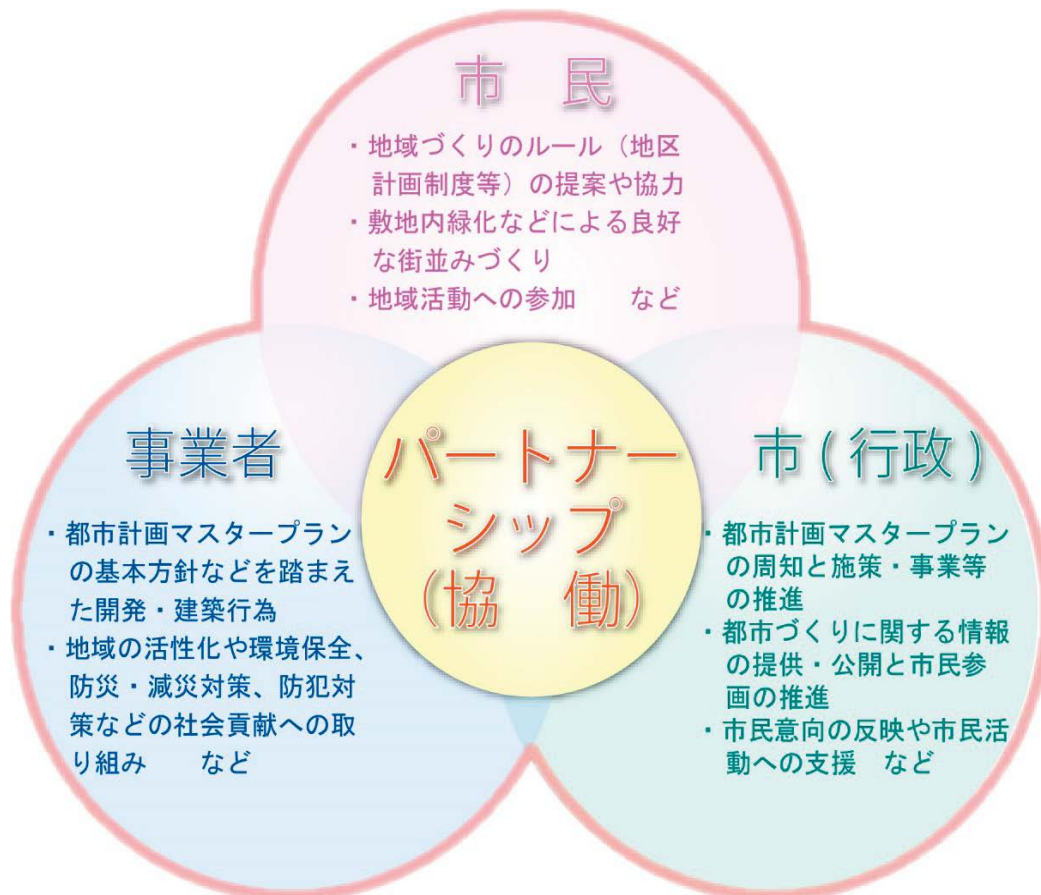 市　民
・地域づくりのルール（地区
計画制度等）の提案や協力
・敷地内緑化などによる良好
な街並みづくり
・地域活動への参加　　など
事業者
・都市計画マスタープラン
の基本方針などを踏まえ
た開発・建築行為
・地域の活性化や環境保全、
防災・減災対策、防犯対
策などの社会貢献への取
り組み　　など
パートナー
シップ
(協　働)
市(行政)
・都市計画マスタープラン
の周知と施策・事業等
の推進
・都市づくりに関する情報
の提供・公開と市民参
画の推進
・市民意向の反映や市民活
動への支援　など